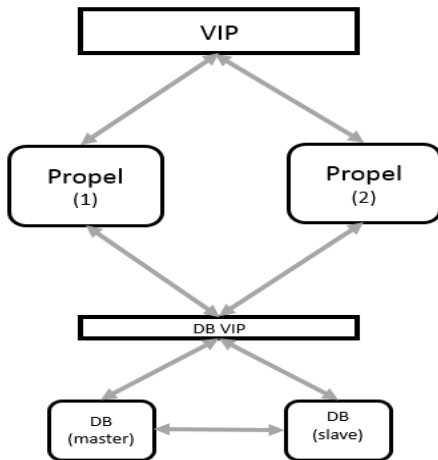 VIP
Propel
(1)
Propel
(2)
DB VIP
DB
(master)
DB
(slave)